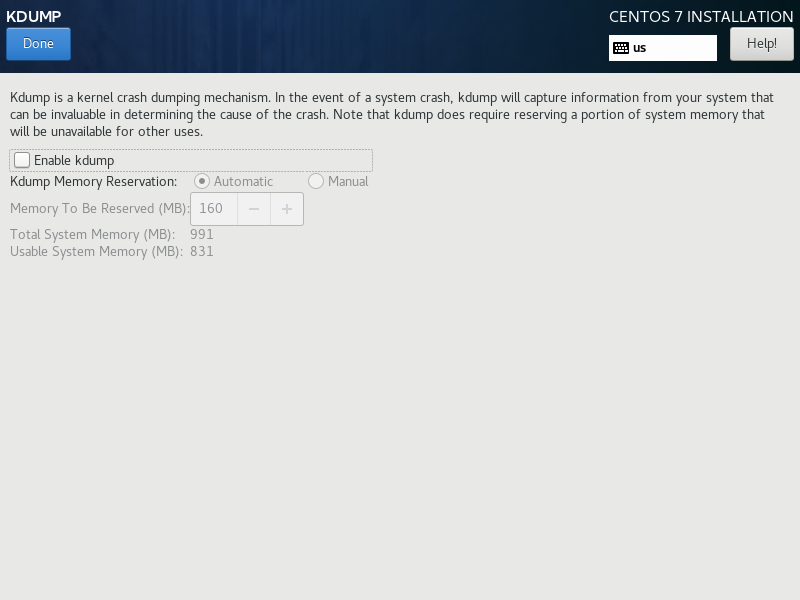 KDUMP
CENTOS 7 INSTALLATION
Done
us
Help!
Kdump is a kernel crash dumping mechanism. In the event of a system crash, kdump will capture information from your system that
can be invaluable in determining the cause of the crash. Note that kdump does require reserving a portion of system memory that
will be unavailable for other uses.
Enable kdump
Kdump Memory Reservation: Automatic Manual
Memory To Be Reserved (MB): 160 − +
Total System Memory (MB): 991
Usable System Memory (MB): 831